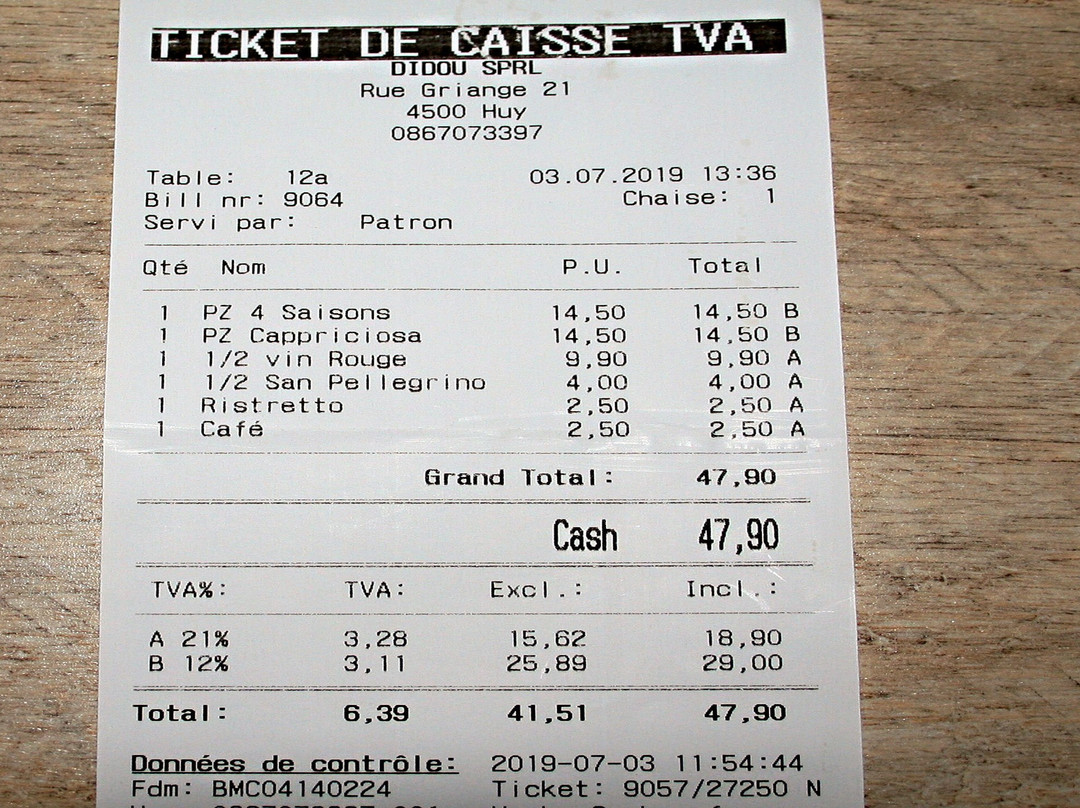 TICKET DE CAISSE TVA
DIDOU SPRL
Rue Griange 21
4500 Huy
0867073397
Table: 12a 03.07.2019 13:36
Bill nr: 9064 Chaise: 1
Servi par: Patron
Qté Nom P.U. Total
1 PZ 4 Saisons 14,50 14,50 B
1 PZ Cappriciosa 14,50 14,50 B
1 1/2 vin Rouge 9,90 9,90 A
1 1/2 San Pellegrino 4,00 4,00 A
1 Ristretto 2,50 2,50 A
1 Café 2,50 2,50 A
Grand Total: 47,90
Cash 47,90
TVA%: TVA: Excl.: Incl.:
A 21% 3,28 15,62 18,90
B 12% 3,11 25,89 29,00
Total: 6,39 41,51 47,90
Données de contrôle: 2019-07-03 11:54:44
Fdm: BMC04140224 Ticket: 9057/27250 N